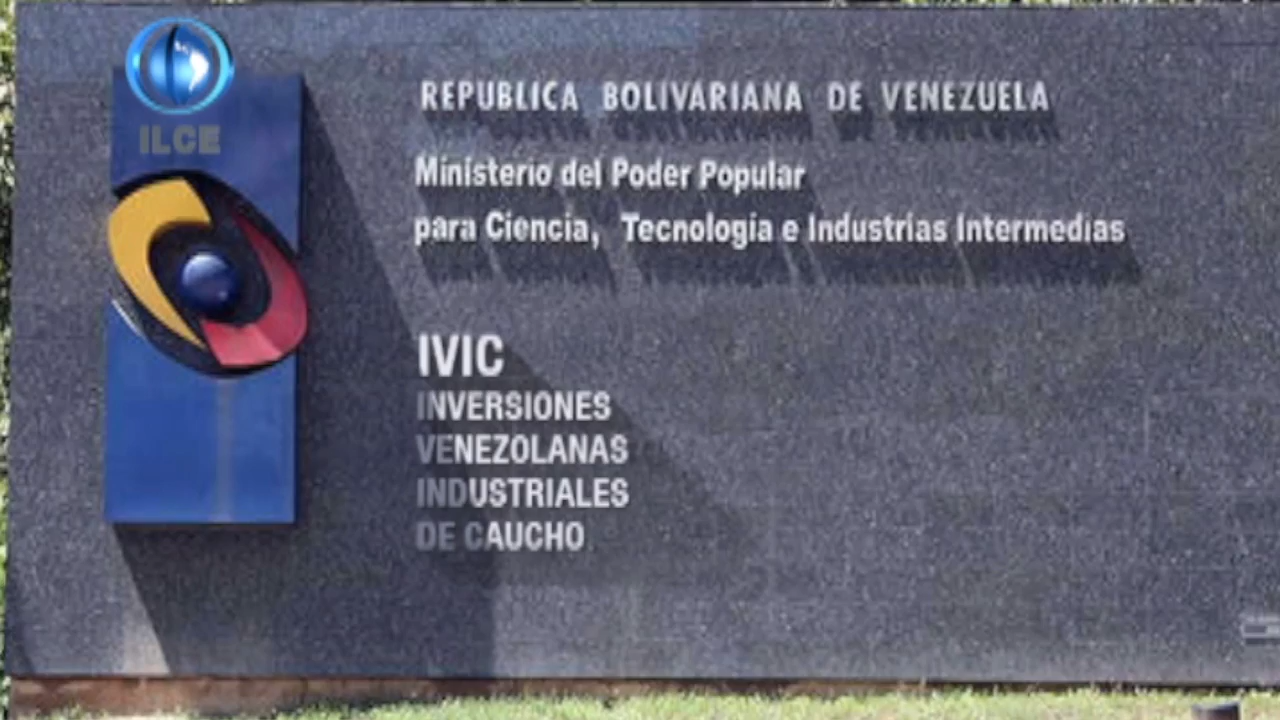 ILCE
REPUBLICA BOLIVARIANA DE VENEZUELA
Ministerio del Poder Popular
para Ciencia, Tecnologia e Industrias Intermedias
IVIC
INVERSIONES
VENEZOLANAS
INDUSTRIALES
DE CAUCHO